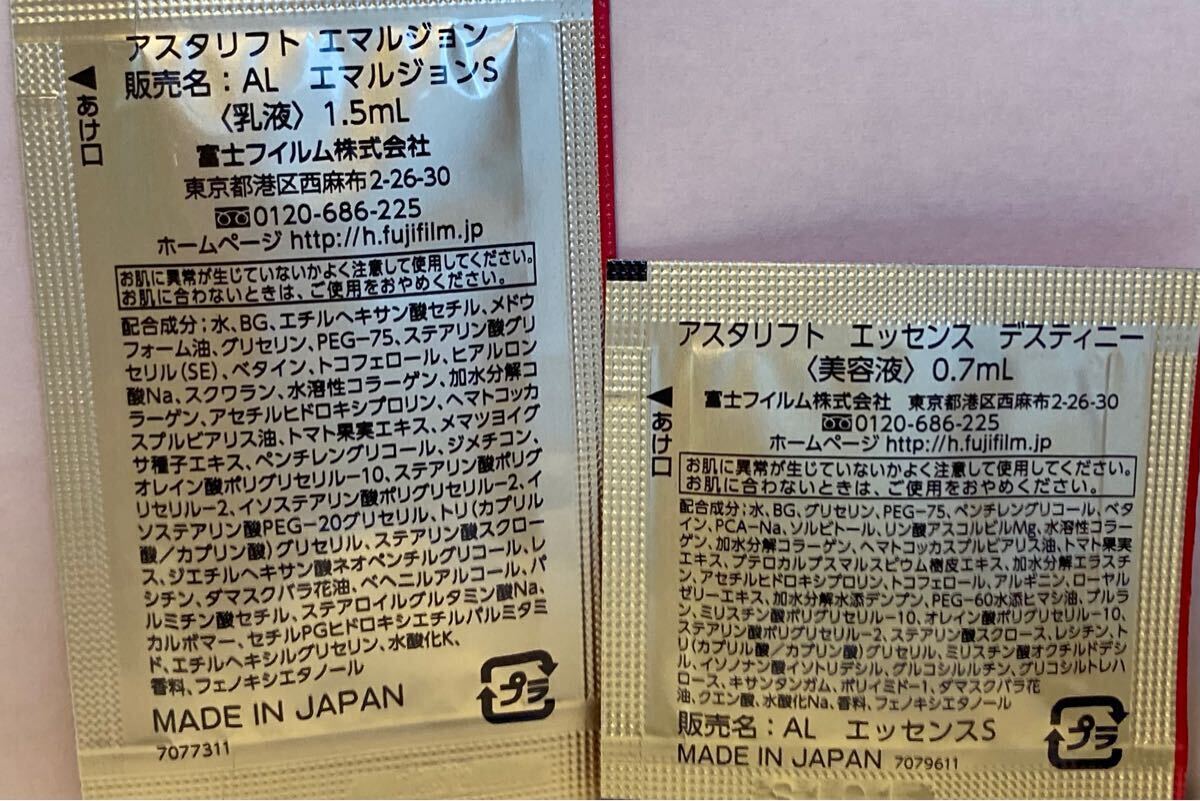 アスタリフト エマルジョン
販売名：AL エマルジョンS
〈乳液〉1.5mL
◀あけ口
富士フイルム株式会社
東京都港区西麻布2-26-30
0120-686-225
ホームページ http://h.fujifilm.jp
お肌に異常が生じていないかよく注意して使用してください。
お肌に合わないときは、ご使用をおやめください。
配合成分；水、BG、エチルヘキサン酸セチル、メドウ
フォーム油、グリセリン、PEG-75、ステアリン酸グリ
セリル(SE)、ベタイン、トコフェロール、ヒアルロン
酸Na、スクワラン、水溶性コラーゲン、加水分解コ
ラーゲン、アセチルヒドロキシプロリン、ヘマトコッカ
スプルビアリス油、トマト果実エキス、メマツヨイグ
サ種子エキス、ペンチレングリコール、ジメチコン、
オレイン酸ポリグリセリル-10、ステアリン酸ポリグ
リセリル-2、イソステアリン酸ポリグリセリル-2、イ
ソステアリン酸PEG-20グリセリル、トリ(カプリル
酸／カプリン酸)グリセリル、ステアリン酸スクロー
ス、ジエチルヘキサン酸ネオペンチルグリコール、レ
シチン、ダマスクバラ花油、ベヘニルアルコール、パ
ルミチン酸セチル、ステアロイルグルタミン酸Na、
カルボマー、セチルPGヒドロキシエチルパルミタミ
ド、エチルヘキシルグリセリン、水酸化K、
香料、フェノキシエタノール
MADE IN JAPAN
プラ
7077311
アスタリフト エッセンス デスティニー
〈美容液〉0.7mL
◀あけ口
富士フイルム株式会社 東京都港区西麻布2-26-30
0120-686-225
ホームページ http://h.fujifilm.jp
お肌に異常が生じていないかよく注意して使用してください。
お肌に合わないときは、ご使用をおやめください。
配合成分；水、BG、グリセリン、PEG-75、ペンチレングリコール、ベタ
イン、PCA-Na、ソルビトール、リン酸アスコルビルMg、水溶性コラー
ゲン、加水分解コラーゲン、ヘマトコッカスプルビアリス油、トマト果実
エキス、プテロカルプスマルスピウム樹皮エキス、加水分解エラスチ
ン、アセチルヒドロキシプロリン、トコフェロール、アルギニン、ローヤル
ゼリーエキス、加水分解水添デンプン、PEG-60水添ヒマシ油、プルラ
ン、ミリスチン酸ポリグリセリル-10、オレイン酸ポリグリセリル-10、
ステアリン酸ポリグリセリル-2、ステアリン酸スクロース、レシチン、ト
リ(カプリル酸／カプリン酸)グリセリル、ミリスチン酸オクチルドデシ
ル、イソノナン酸イソトリデシル、グルコシルルチン、グリコシルトレハ
ロース、キサンタンガム、ポリイミド-1、ダマスクバラ花
油、クエン酸、水酸化Na、香料、フェノキシエタノール
販売名：AL エッセンスS
MADE IN JAPAN 7079611
プラ